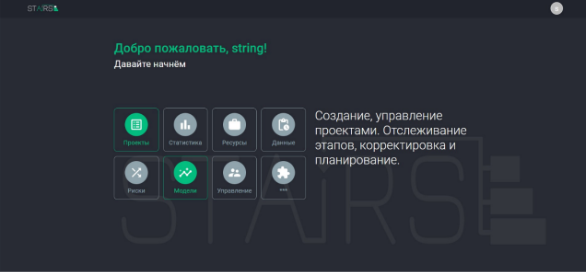 STAIRS
Добро пожаловать, string!
Давайте начнём
Проекты
Статистика
Ресурсы
Данные
Создание, управление
проектами. Отслеживание
этапов, корректировка и
планирование.
Риски
Модели
Управление
***
STAIRS